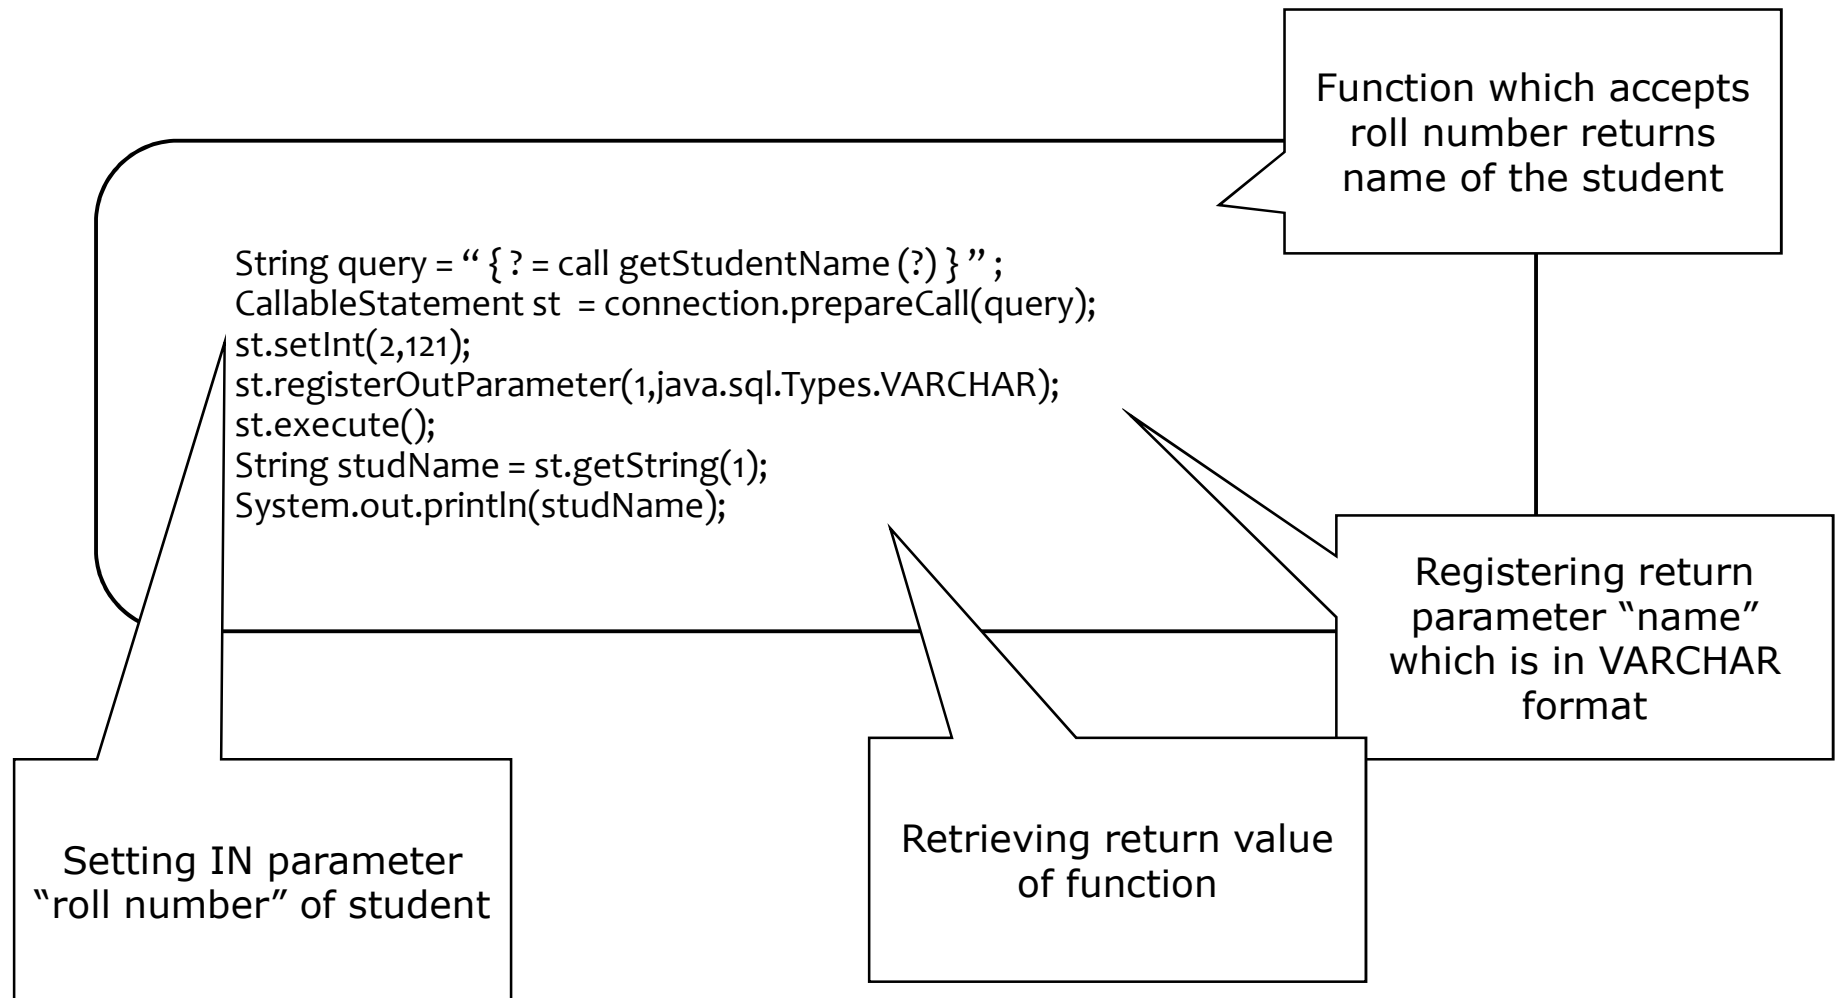 Function which accepts
roll number returns
name of the student
String query = “ { ? = call getStudentName (?) } ” ;
CallableStatement st  = connection.prepareCall(query);
st.setInt(2,121);
st.registerOutParameter(1,java.sql.Types.VARCHAR);
st.execute();
String studName = st.getString(1);
System.out.println(studName);
Registering return
parameter “name”
which is in VARCHAR
format
Setting IN parameter
“roll number” of student
Retrieving return value
of function